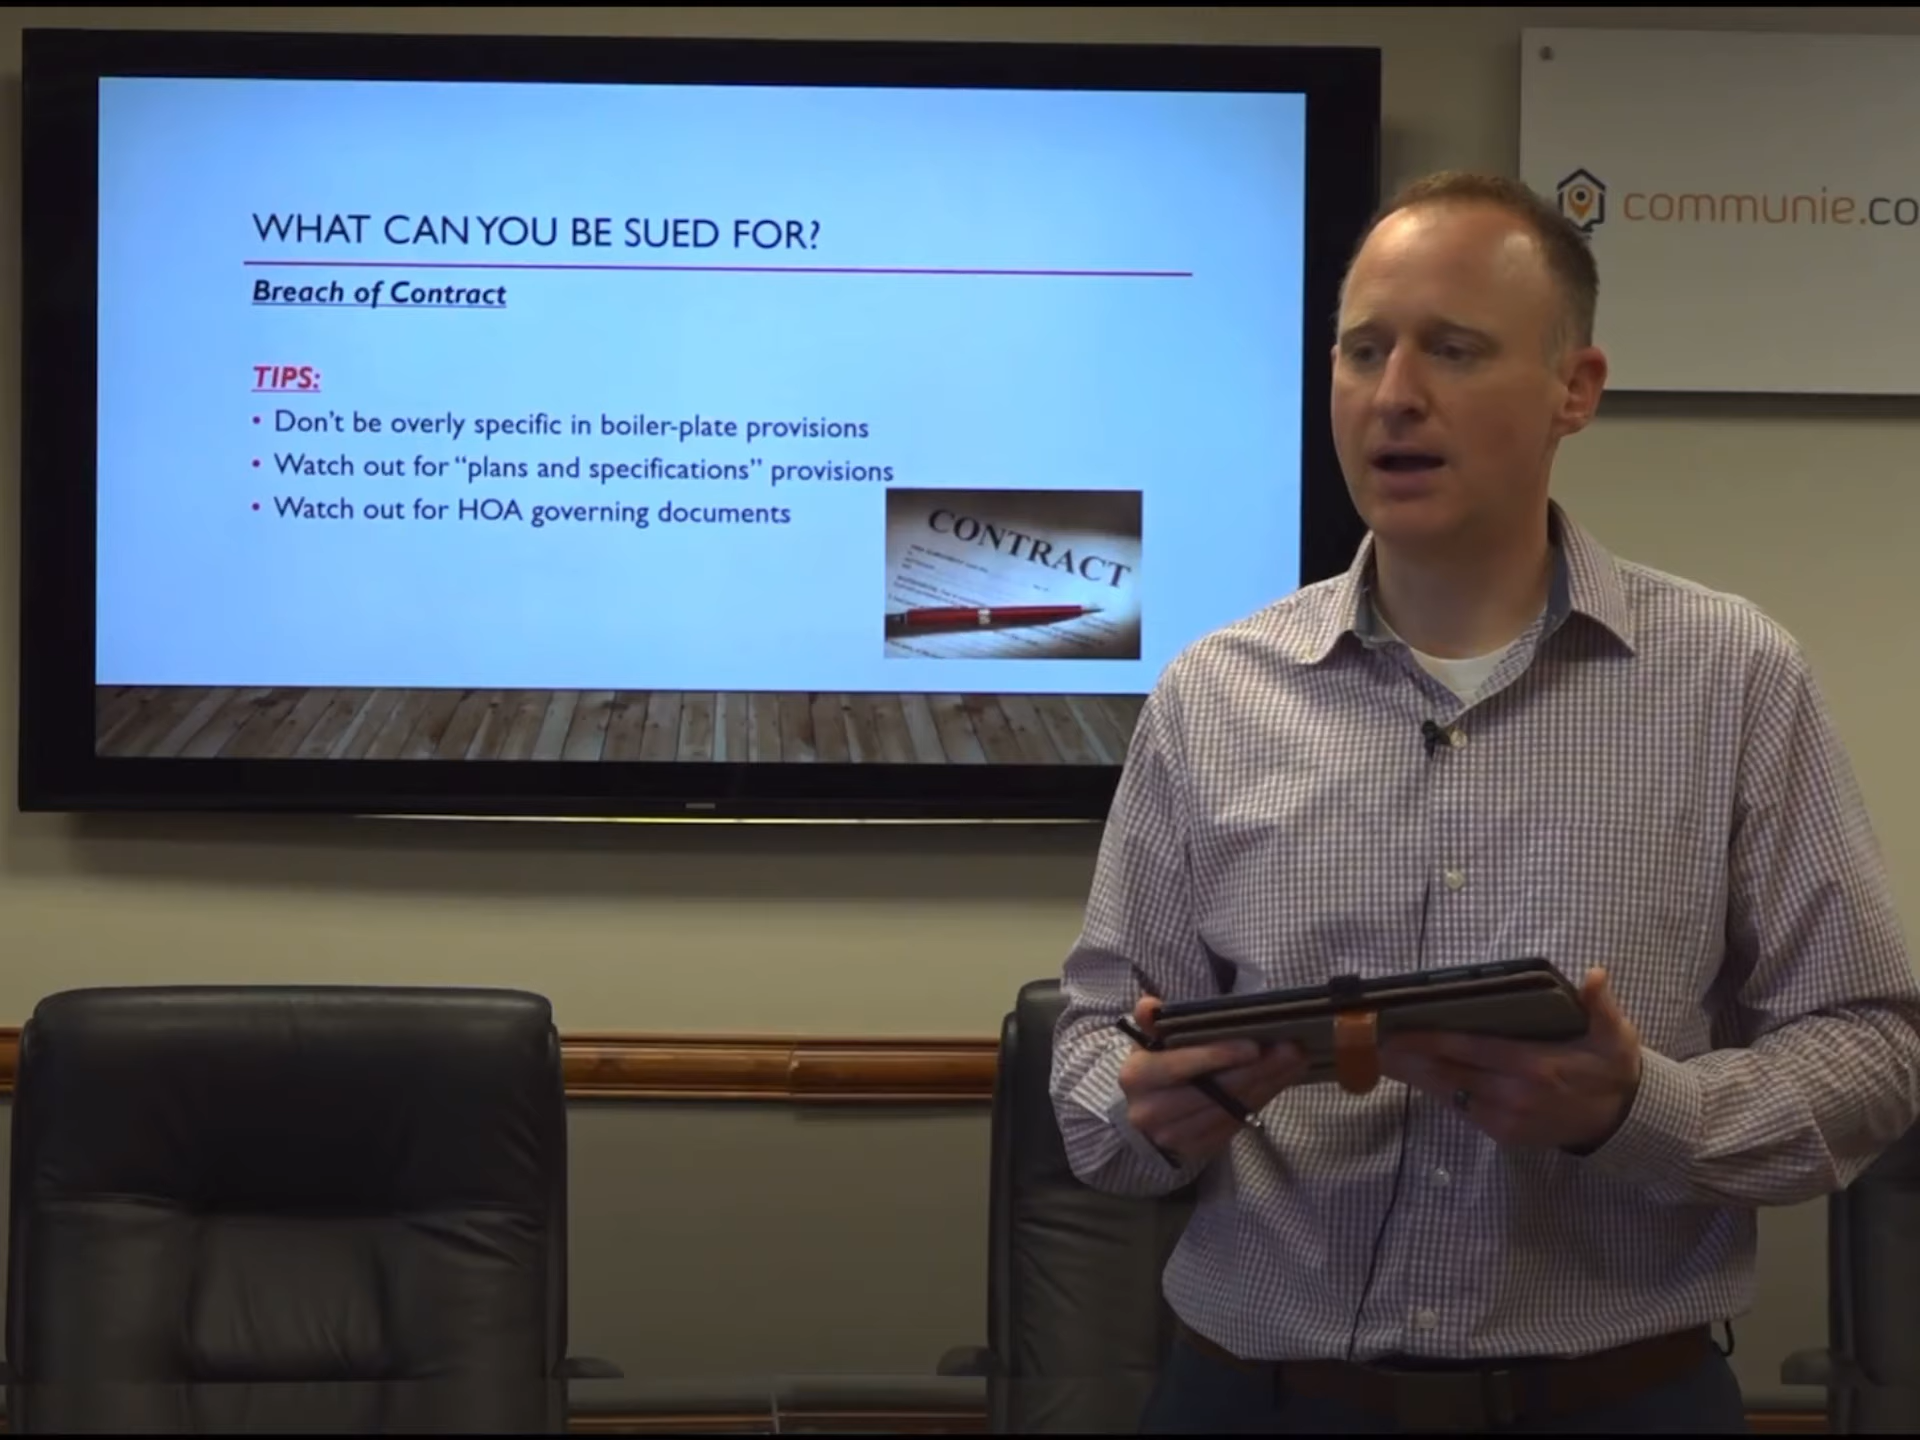 WHAT CAN YOU BE SUED FOR?
Breach of Contract
TIPS:
• Don't be overly specific in boiler-plate provisions
• Watch out for “plans and specifications” provisions
• Watch out for HOA governing documents
CONTRACT
communie.co